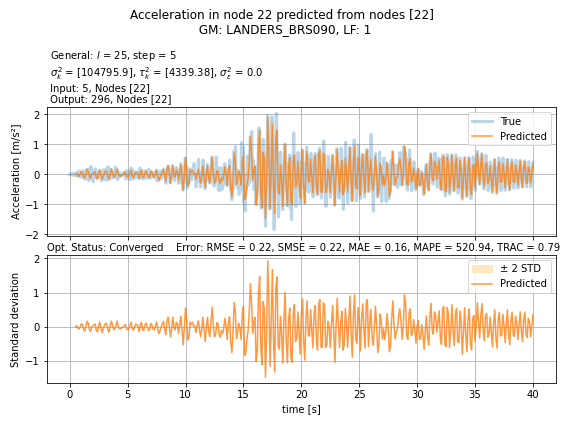 Acceleration in node 22 predicted from nodes [22]
GM: LANDERS_BRS090, LF: 1
General: l = 25, step = 5
σ²ₖ = [104795.9], τ²ₖ = [4339.38], σ²ε = 0.0
Input: 5, Nodes [22]
Output: 296, Nodes [22]
Acceleration [m/s²]
2
1
0
−1
−2
True
Predicted
Opt. Status: Converged Error: RMSE = 0.22, SMSE = 0.22, MAE = 0.16, MAPE = 520.94, TRAC = 0.79
Standard deviation
2
1
0
−1
± 2 STD
Predicted
0 5 10 15 20 25 30 35 40
time [s]